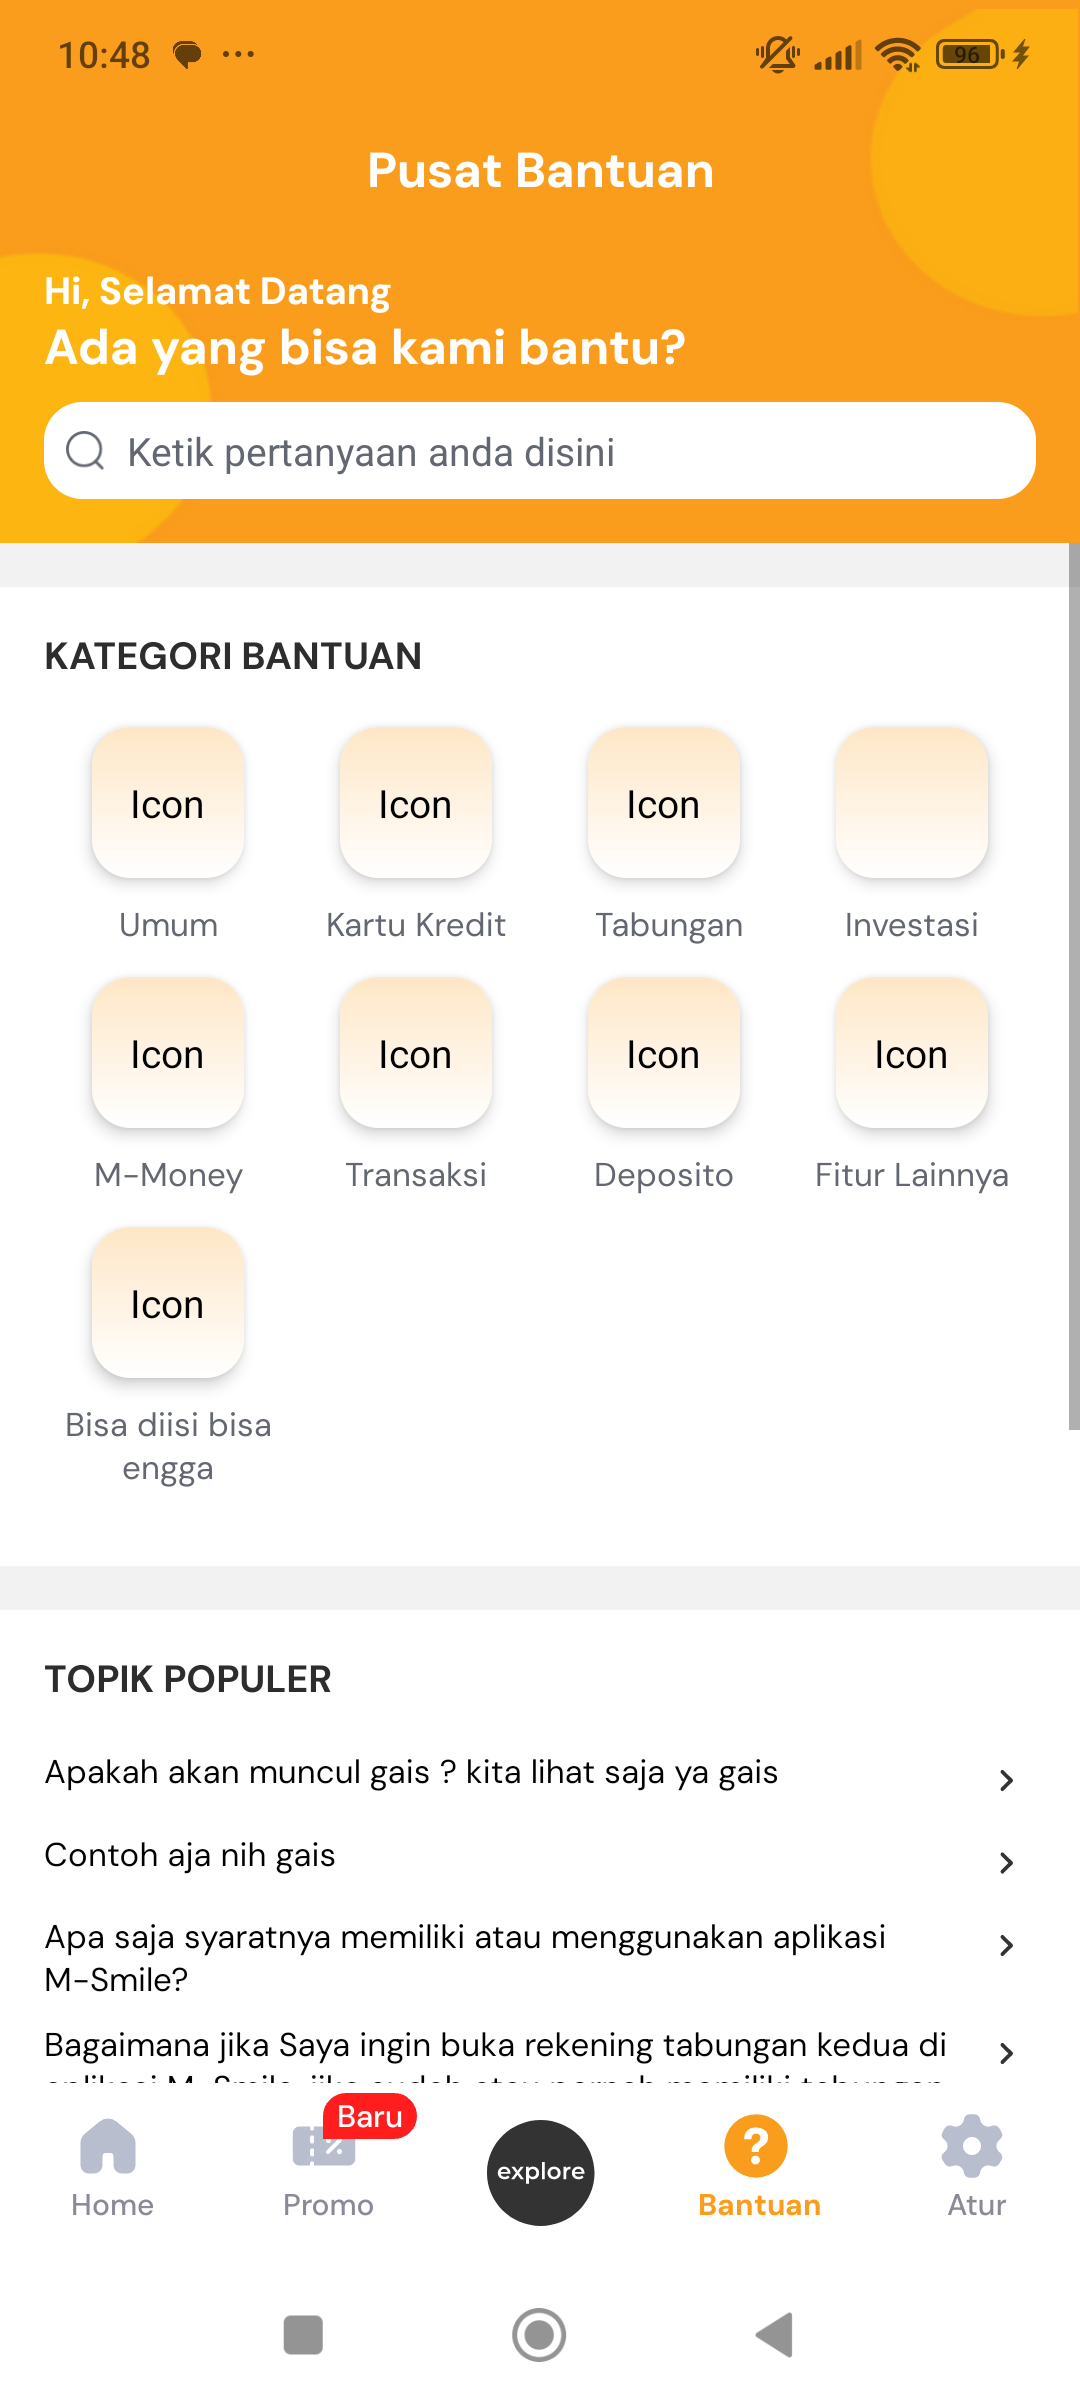 10:48
96
Pusat Bantuan
Hi, Selamat Datang
Ada yang bisa kami bantu?
Ketik pertanyaan anda disini
KATEGORI BANTUAN
Icon Icon Icon
Umum Kartu Kredit Tabungan Investasi
Icon Icon Icon Icon
M-Money Transaksi Deposito Fitur Lainnya
Icon
Bisa diisi bisa
engga
TOPIK POPULER
Apakah akan muncul gais ? kita lihat saja ya gais
Contoh aja nih gais
Apa saja syaratnya memiliki atau menggunakan aplikasi
M-Smile?
Bagaimana jika Saya ingin buka rekening tabungan kedua di
Baru
explore
Home Promo Bantuan Atur